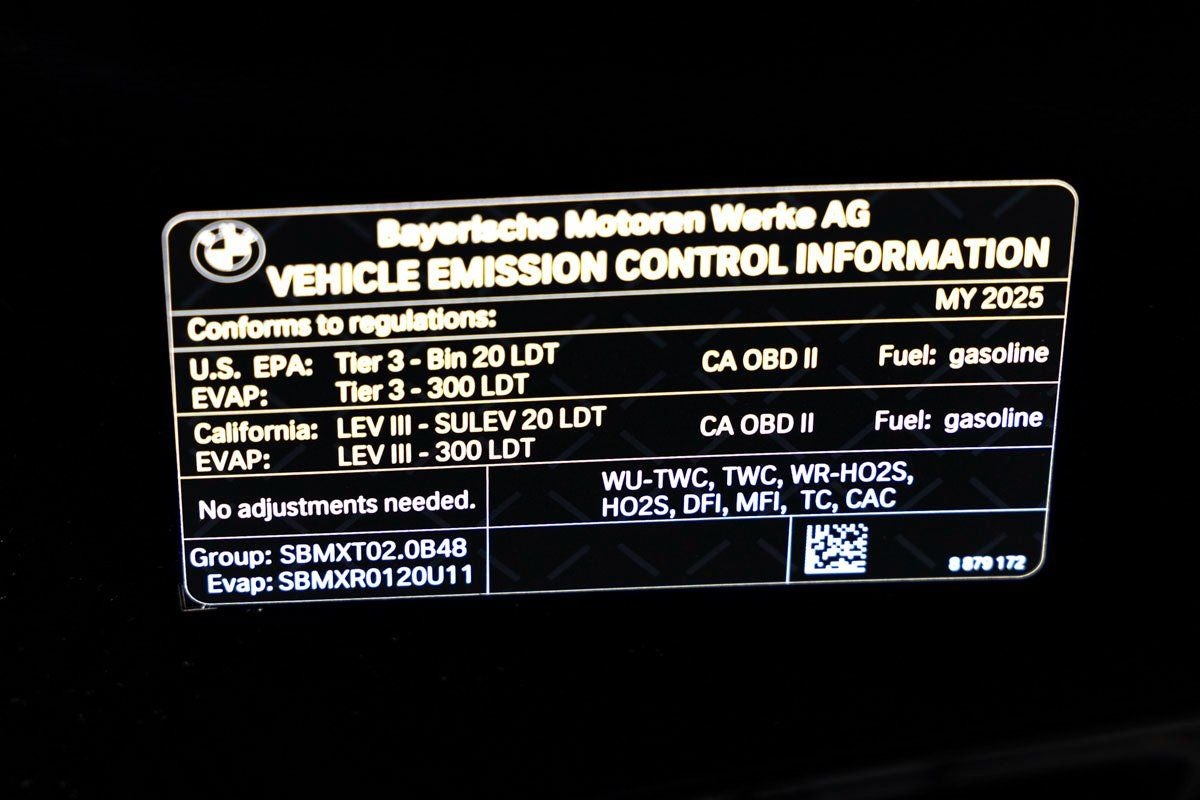 Bayerische Motoren Werke AG
VEHICLE EMISSION CONTROL INFORMATION
Conforms to regulations: MY 2025
U.S. EPA: Tier 3 - Bin 20 LDT CA OBD II Fuel: gasoline
EVAP: Tier 3 - 300 LDT
California: LEV III - SULEV 20 LDT CA OBD II Fuel: gasoline
EVAP: LEV III - 300 LDT
No adjustments needed.
WU-TWC, TWC, WR-HO2S,
HO2S, DFI, MFI, TC, CAC
Group: SBMXT02.0B48
Evap: SBMXR0120U11
8 879 172